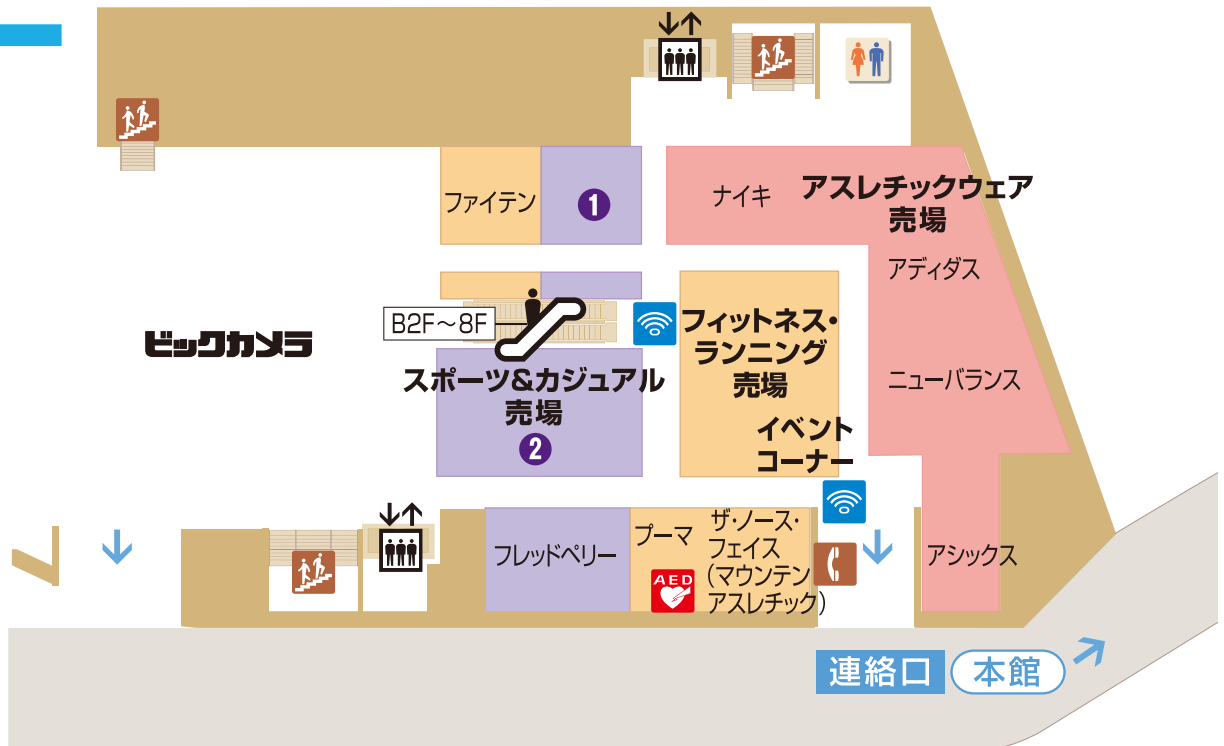 ファイテン
1
ナイキ
アスレチックウェア
売場
アディダス
B2F〜8F
ビックカメラ
フィットネス・
ランニング
売場
ニューバランス
スポーツ&カジュアル
売場
2
イベント
コーナー
フレッドペリー
プーマ
AED
ザ・ノース・
フェイス
(マウンテン
アスレチック)
アシックス
連絡口
本館